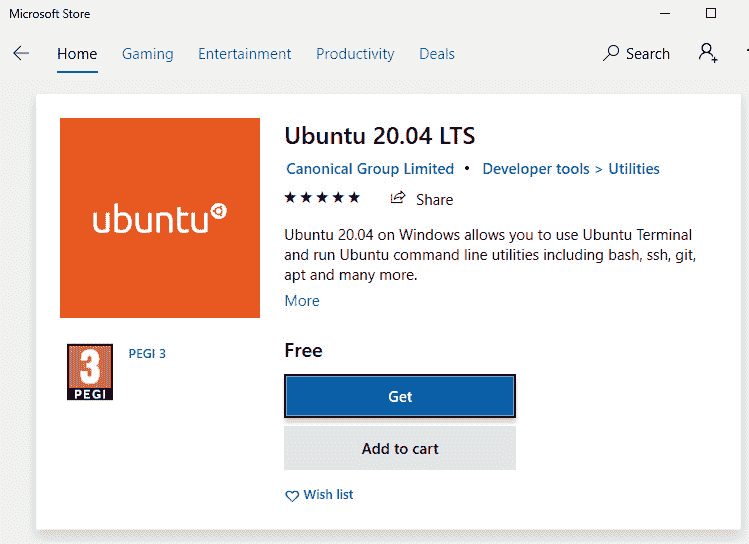 Microsoft Store
Home Gaming Entertainment Productivity Deals Search
ubuntu
Ubuntu 20.04 LTS
Canonical Group Limited • Developer tools > Utilities
Share
Ubuntu 20.04 on Windows allows you to use Ubuntu Terminal
and run Ubuntu command line utilities including bash, ssh, git,
apt and many more.
More
3
PEGI
PEGI 3
Free
Get
Add to cart
Wish list